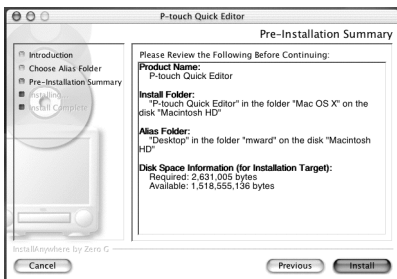 P-touch Quick Editor
Pre-Installation Summary
Introduction
Choose Alias Folder
Pre-Installation Summary
Installing...
Install Complete
Please Review the Following Before Continuing:
Product Name:
P-touch Quick Editor
Install Folder:
"P-touch Quick Editor" in the folder "Mac OS X" on the
disk "Macintosh HD"
Alias Folder:
"Desktop" in the folder "mward" on the disk "Macintosh
HD"
Disk Space Information (for Installation Target):
Required: 2,631,005 bytes
Available: 1,518,555,136 bytes
InstallAnywhere by Zero G
Cancel
Previous
Install